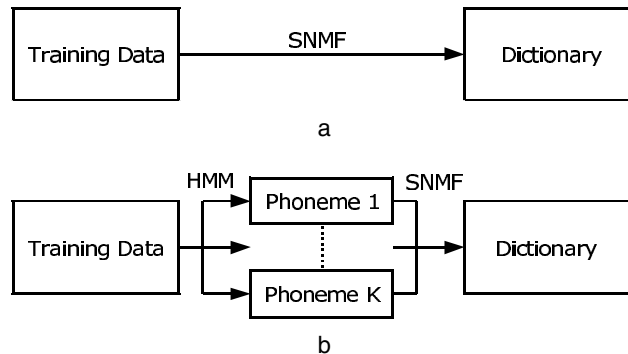 Training Data
SNMF
Dictionary
a
Training Data
HMM
Phoneme 1
Phoneme K
SNMF
Dictionary
b